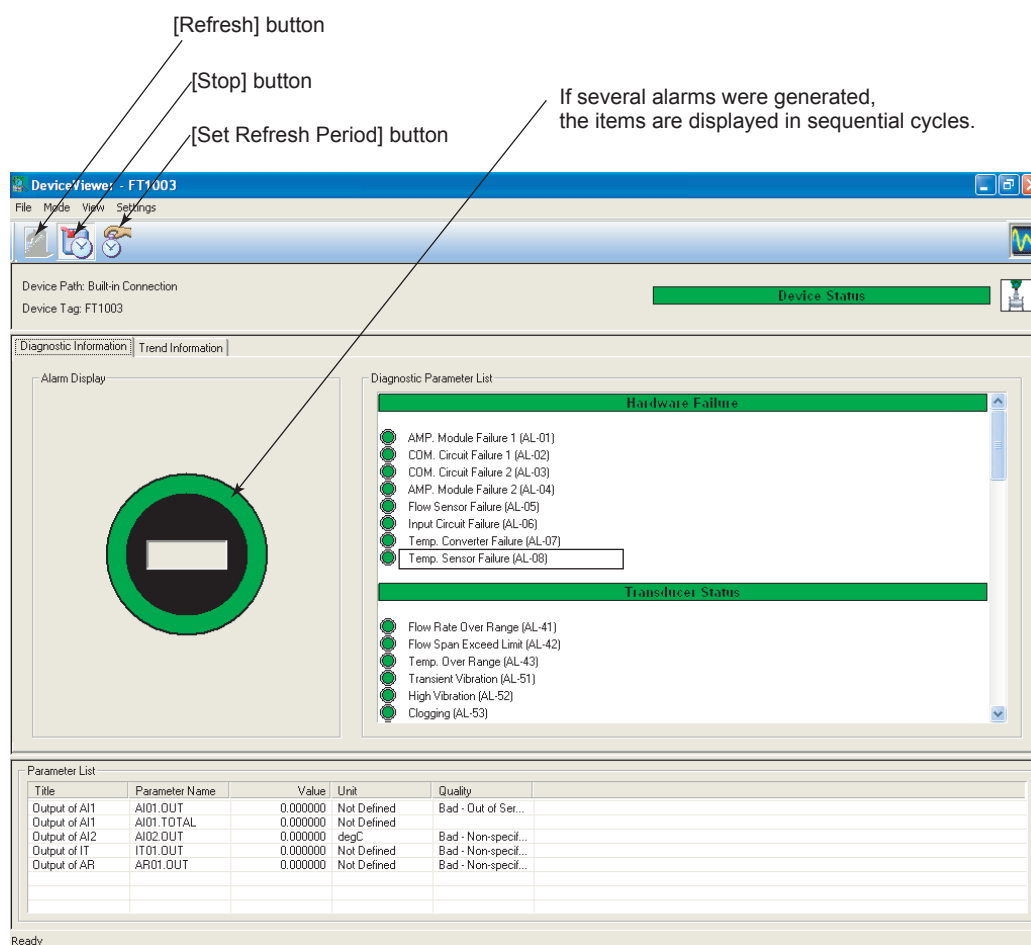 [Refresh] button
[Stop] button
If several alarms were generated,
the items are displayed in sequential cycles.
[Set Refresh Period] button
DeviceViewer - FT1003
File Mode View Settings
Device Path: Built-in Connection
Device Status
Device Tag: FT1003
Diagnostic Information Trend Information
Alarm Display
Diagnostic Parameter List
Hardware Failure
AMP. Module Failure 1 (AL-01)
COM. Circuit Failure 1 (AL-02)
COM. Circuit Failure 2 (AL-03)
AMP. Module Failure 2 (AL-04)
Flow Sensor Failure (AL-05)
Input Circuit Failure (AL-06)
Temp. Converter Failure (AL-07)
Temp. Sensor Failure (AL-08)
Transducer Status
Flow Rate Over Range (AL-41)
Flow Span Exceed Limit (AL-42)
Temp. Over Range (AL-43)
Transient Vibration (AL-51)
High Vibration (AL-52)
Clogging (AL-53)
Parameter List
Title Parameter Name Value Unit Quality
Output of AI1 AI01.OUT 0.000000 Not Defined Bad - Out of Ser...
Output of AI1 AI01.TOTAL 0.000000 Not Defined
Output of AI2 AI02.OUT 0.000000 degC Bad - Non-specif...
Output of IT IT01.OUT 0.000000 Not Defined Bad - Non-specif...
Output of AR AR01.OUT 0.000000 Not Defined Bad - Non-specif...
Ready